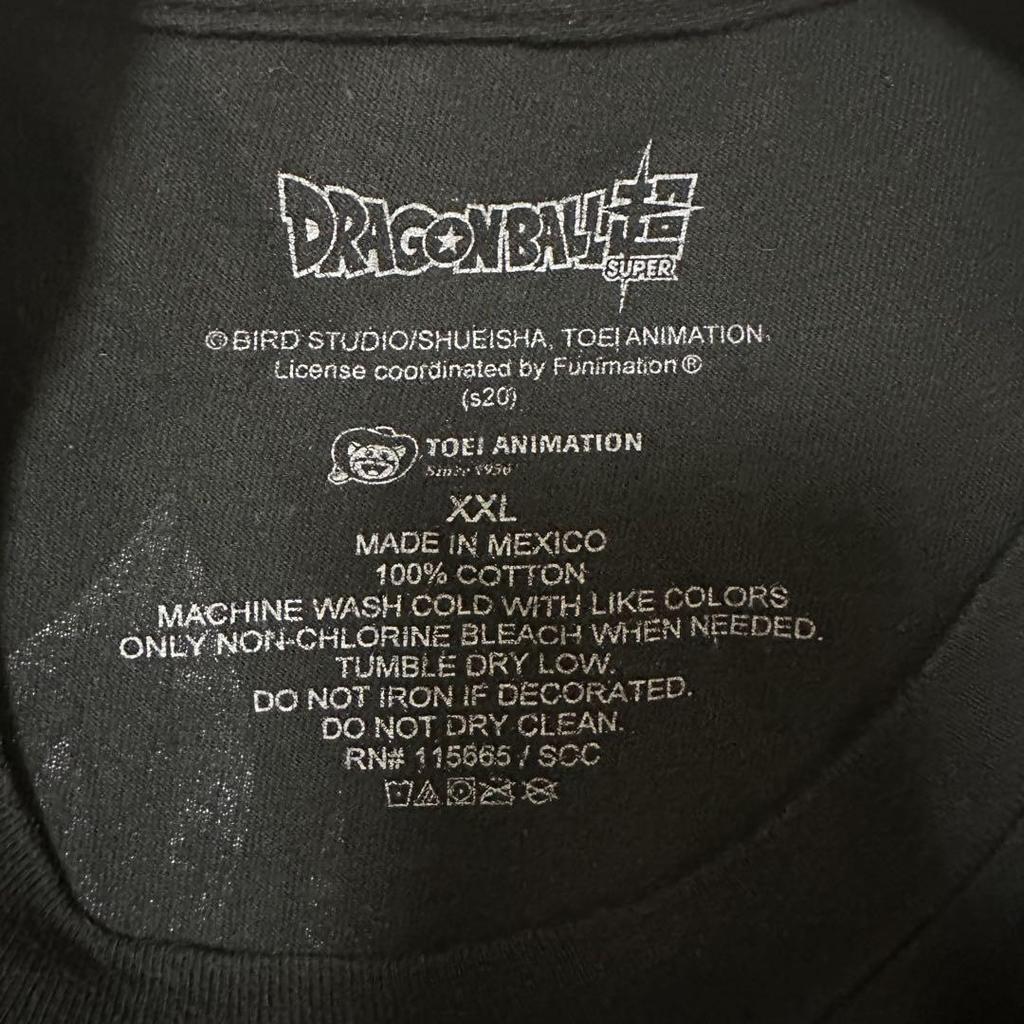 DRAGONBALL超
SUPER
© BIRD STUDIO/SHUEISHA, TOEI ANIMATION.
License coordinated by Funimation®
(s20)
TOEI ANIMATION
Since 1956
XXL
MADE IN MEXICO
100% COTTON
MACHINE WASH COLD WITH LIKE COLORS
ONLY NON-CHLORINE BLEACH WHEN NEEDED.
TUMBLE DRY LOW.
DO NOT IRON IF DECORATED.
DO NOT DRY CLEAN.
RN# 115665 / SCC